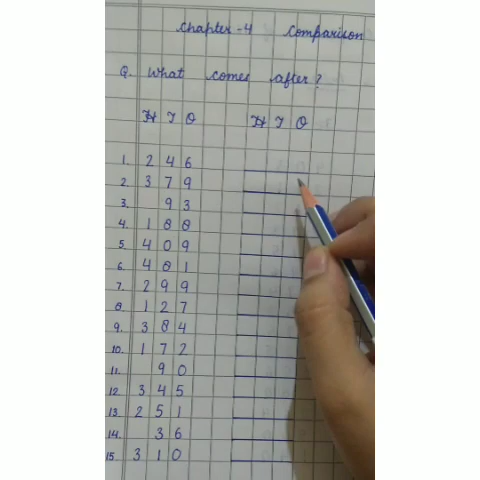 Chapter-4 Comparison
Q. What comes after?
H T O H T O
1. 2 4 6
2. 3 7 9
3. 9 3
4. 1 8 8
5. 4 0 9
6. 4 8 1
7. 2 9 9
8. 1 2 7
9. 3 8 4
10. 1 7 2
11. 9 0
12. 3 4 5
13. 2 5 1
14. 3 6
15. 3 1 0